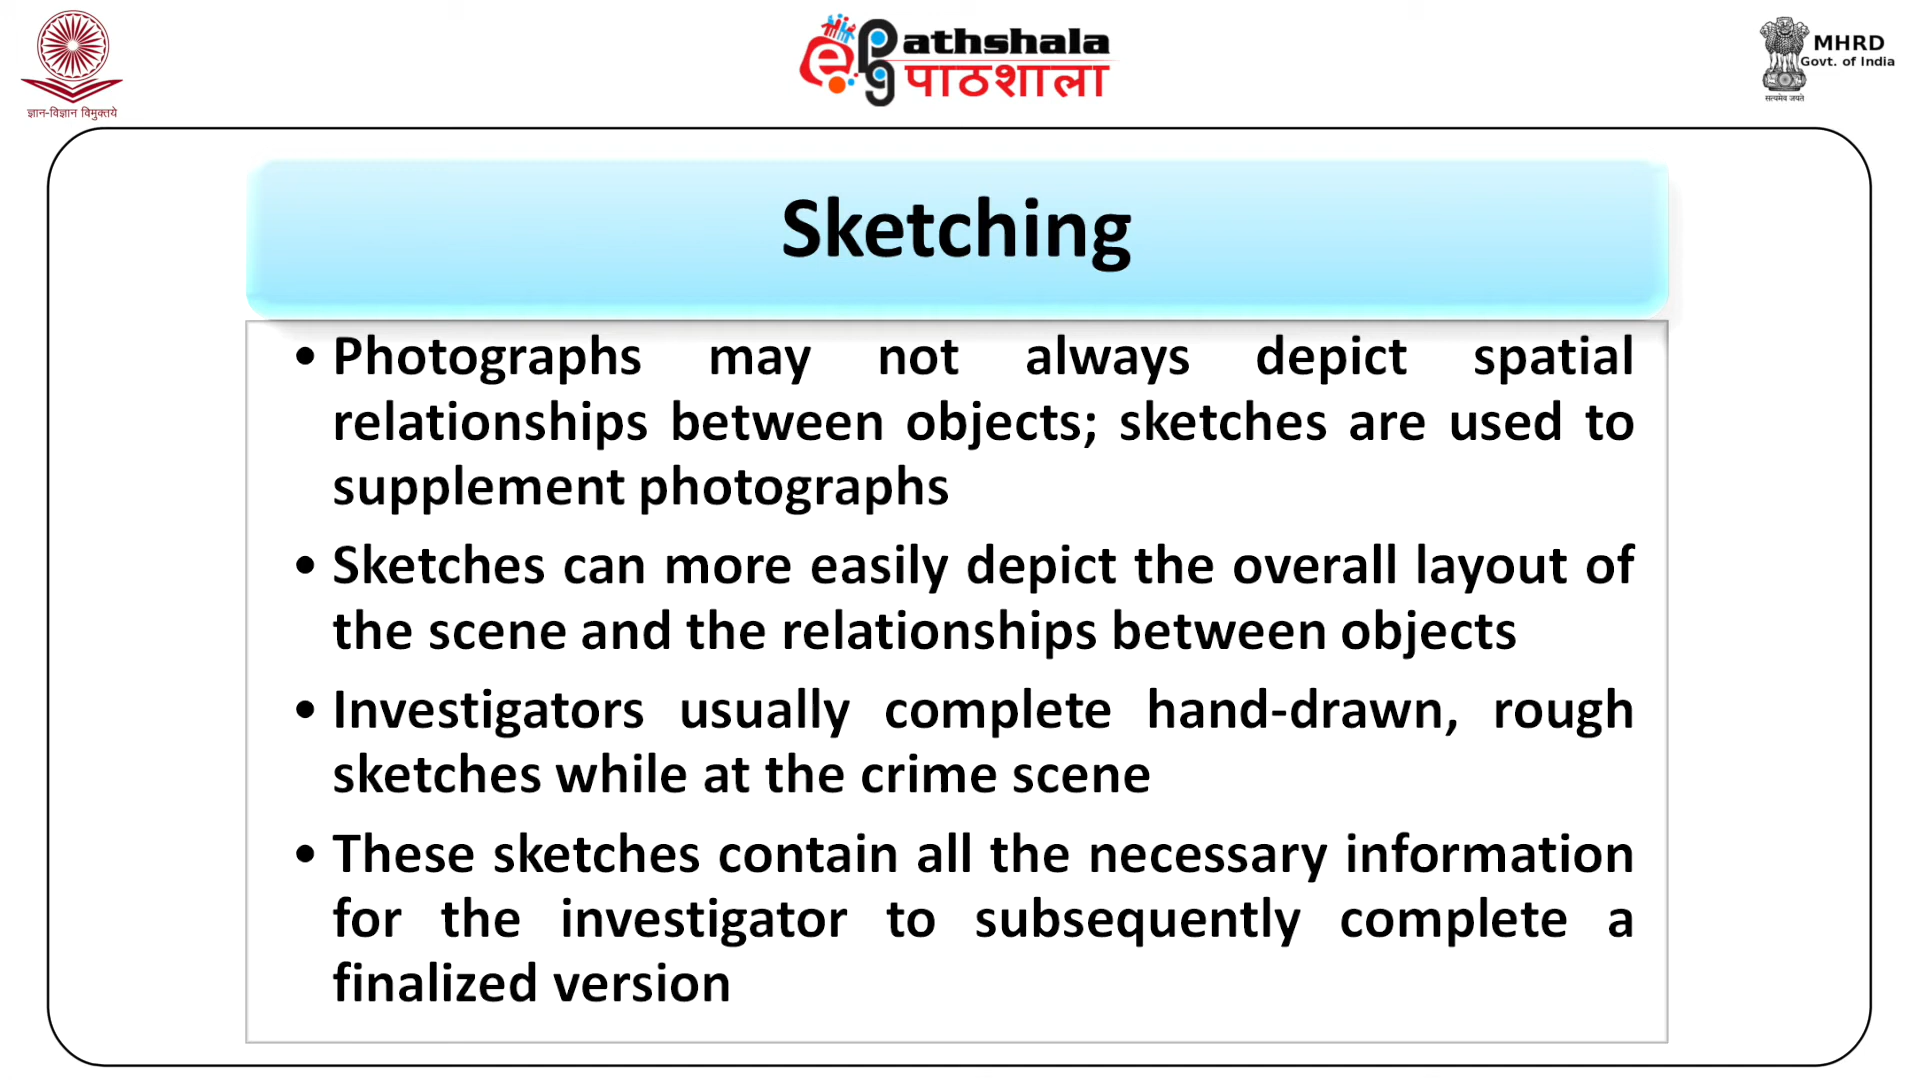 ज्ञान-विज्ञान विमुक्तये
ePG Pathshala
पाठशाला
MHRD
Govt. of India
सत्यमेव जयते
Sketching
• Photographs may not always depict spatial
relationships between objects; sketches are used to
supplement photographs
• Sketches can more easily depict the overall layout of
the scene and the relationships between objects
• Investigators usually complete hand-drawn, rough
sketches while at the crime scene
• These sketches contain all the necessary information
for the investigator to subsequently complete a
finalized version